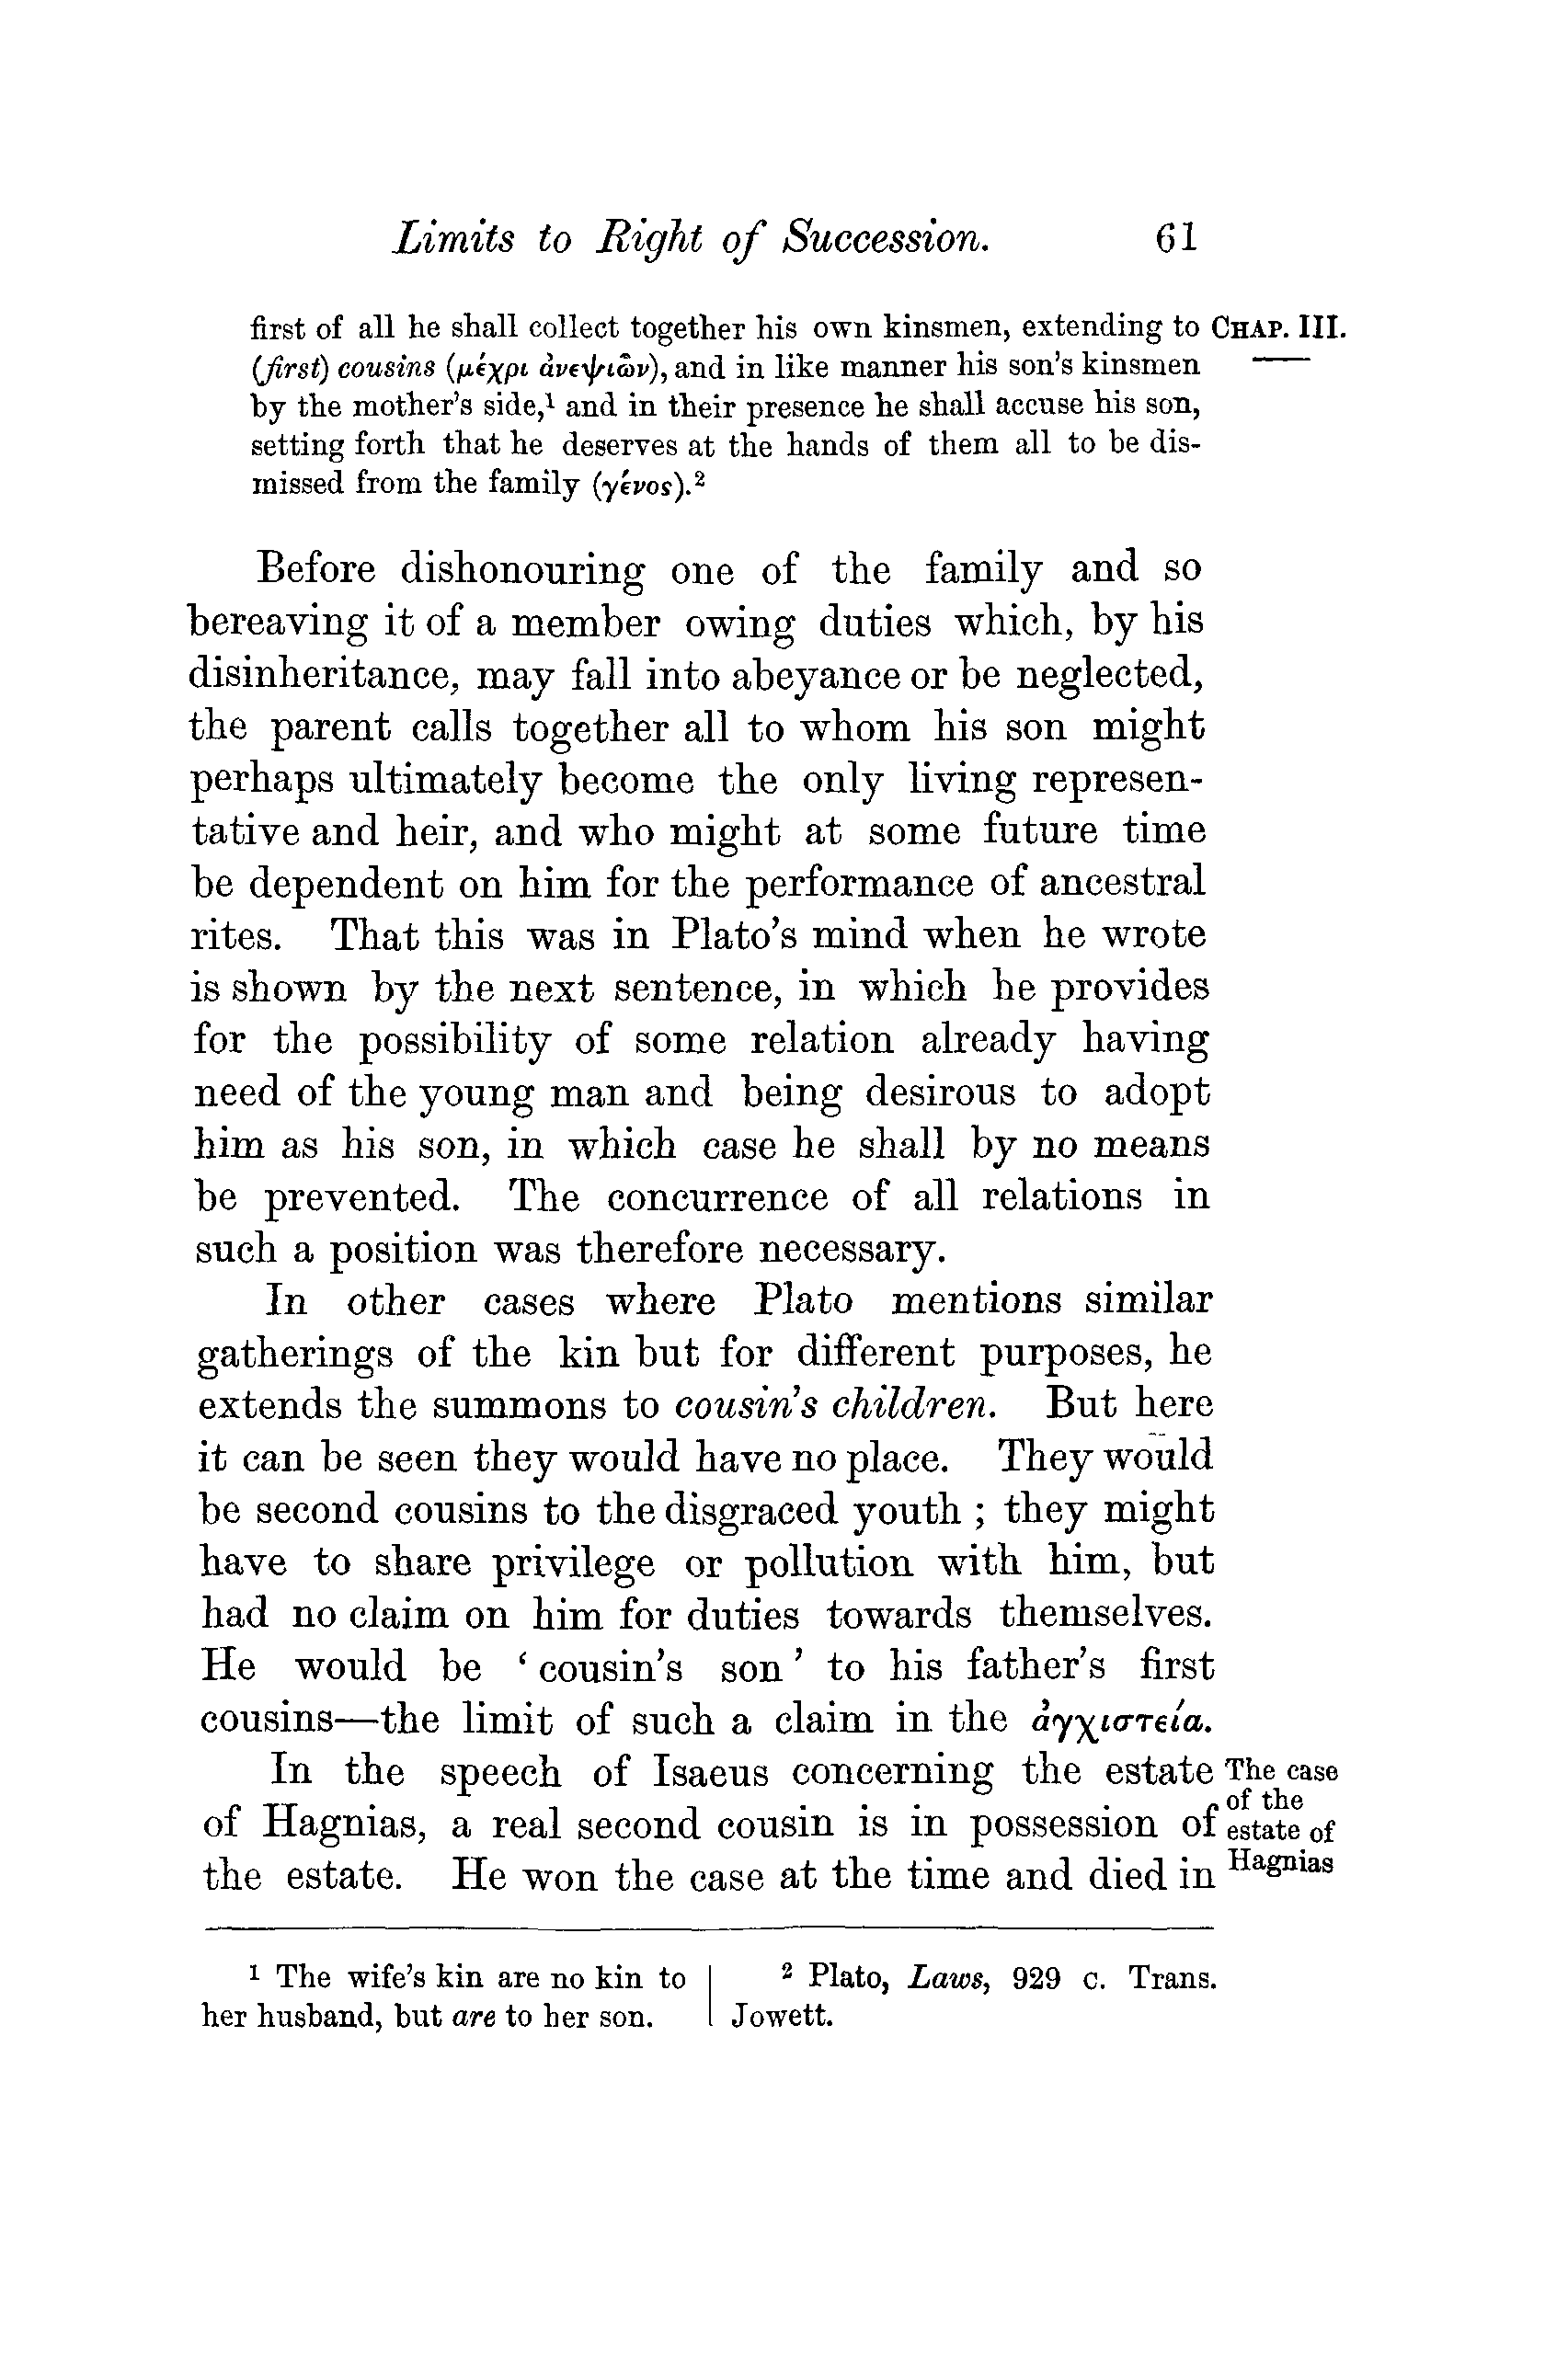 Limits to Right of Succession. 61
first of all he shall collect together his own kinsmen, extending to CHAP. III.
(first) cousins (μέχρι ἀνεψιῶν), and in like manner his son's kinsmen
by the mother's side,¹ and in their presence he shall accuse his son,
setting forth that he deserves at the hands of them all to be dis-
missed from the family (γένος).²
Before dishonouring one of the family and so
bereaving it of a member owing duties which, by his
disinheritance, may fall into abeyance or be neglected,
the parent calls together all to whom his son might
perhaps ultimately become the only living represen-
tative and heir, and who might at some future time
be dependent on him for the performance of ancestral
rites. That this was in Plato's mind when he wrote
is shown by the next sentence, in which he provides
for the possibility of some relation already having
need of the young man and being desirous to adopt
him as his son, in which case he shall by no means
be prevented. The concurrence of all relations in
such a position was therefore necessary.
In other cases where Plato mentions similar
gatherings of the kin but for different purposes, he
extends the summons to cousin's children. But here
it can be seen they would have no place. They would
be second cousins to the disgraced youth ; they might
have to share privilege or pollution with him, but
had no claim on him for duties towards themselves.
He would be ‘ cousin's son ’ to his father's first
cousins—the limit of such a claim in the ἀγχιστεία.
In the speech of Isaeus concerning the estate
of Hagnias, a real second cousin is in possession of
the estate. He won the case at the time and died in
The case
of the
estate of
Hagnias
¹ The wife's kin are no kin to
her husband, but are to her son.
² Plato, Laws, 929 c. Trans.
Jowett.